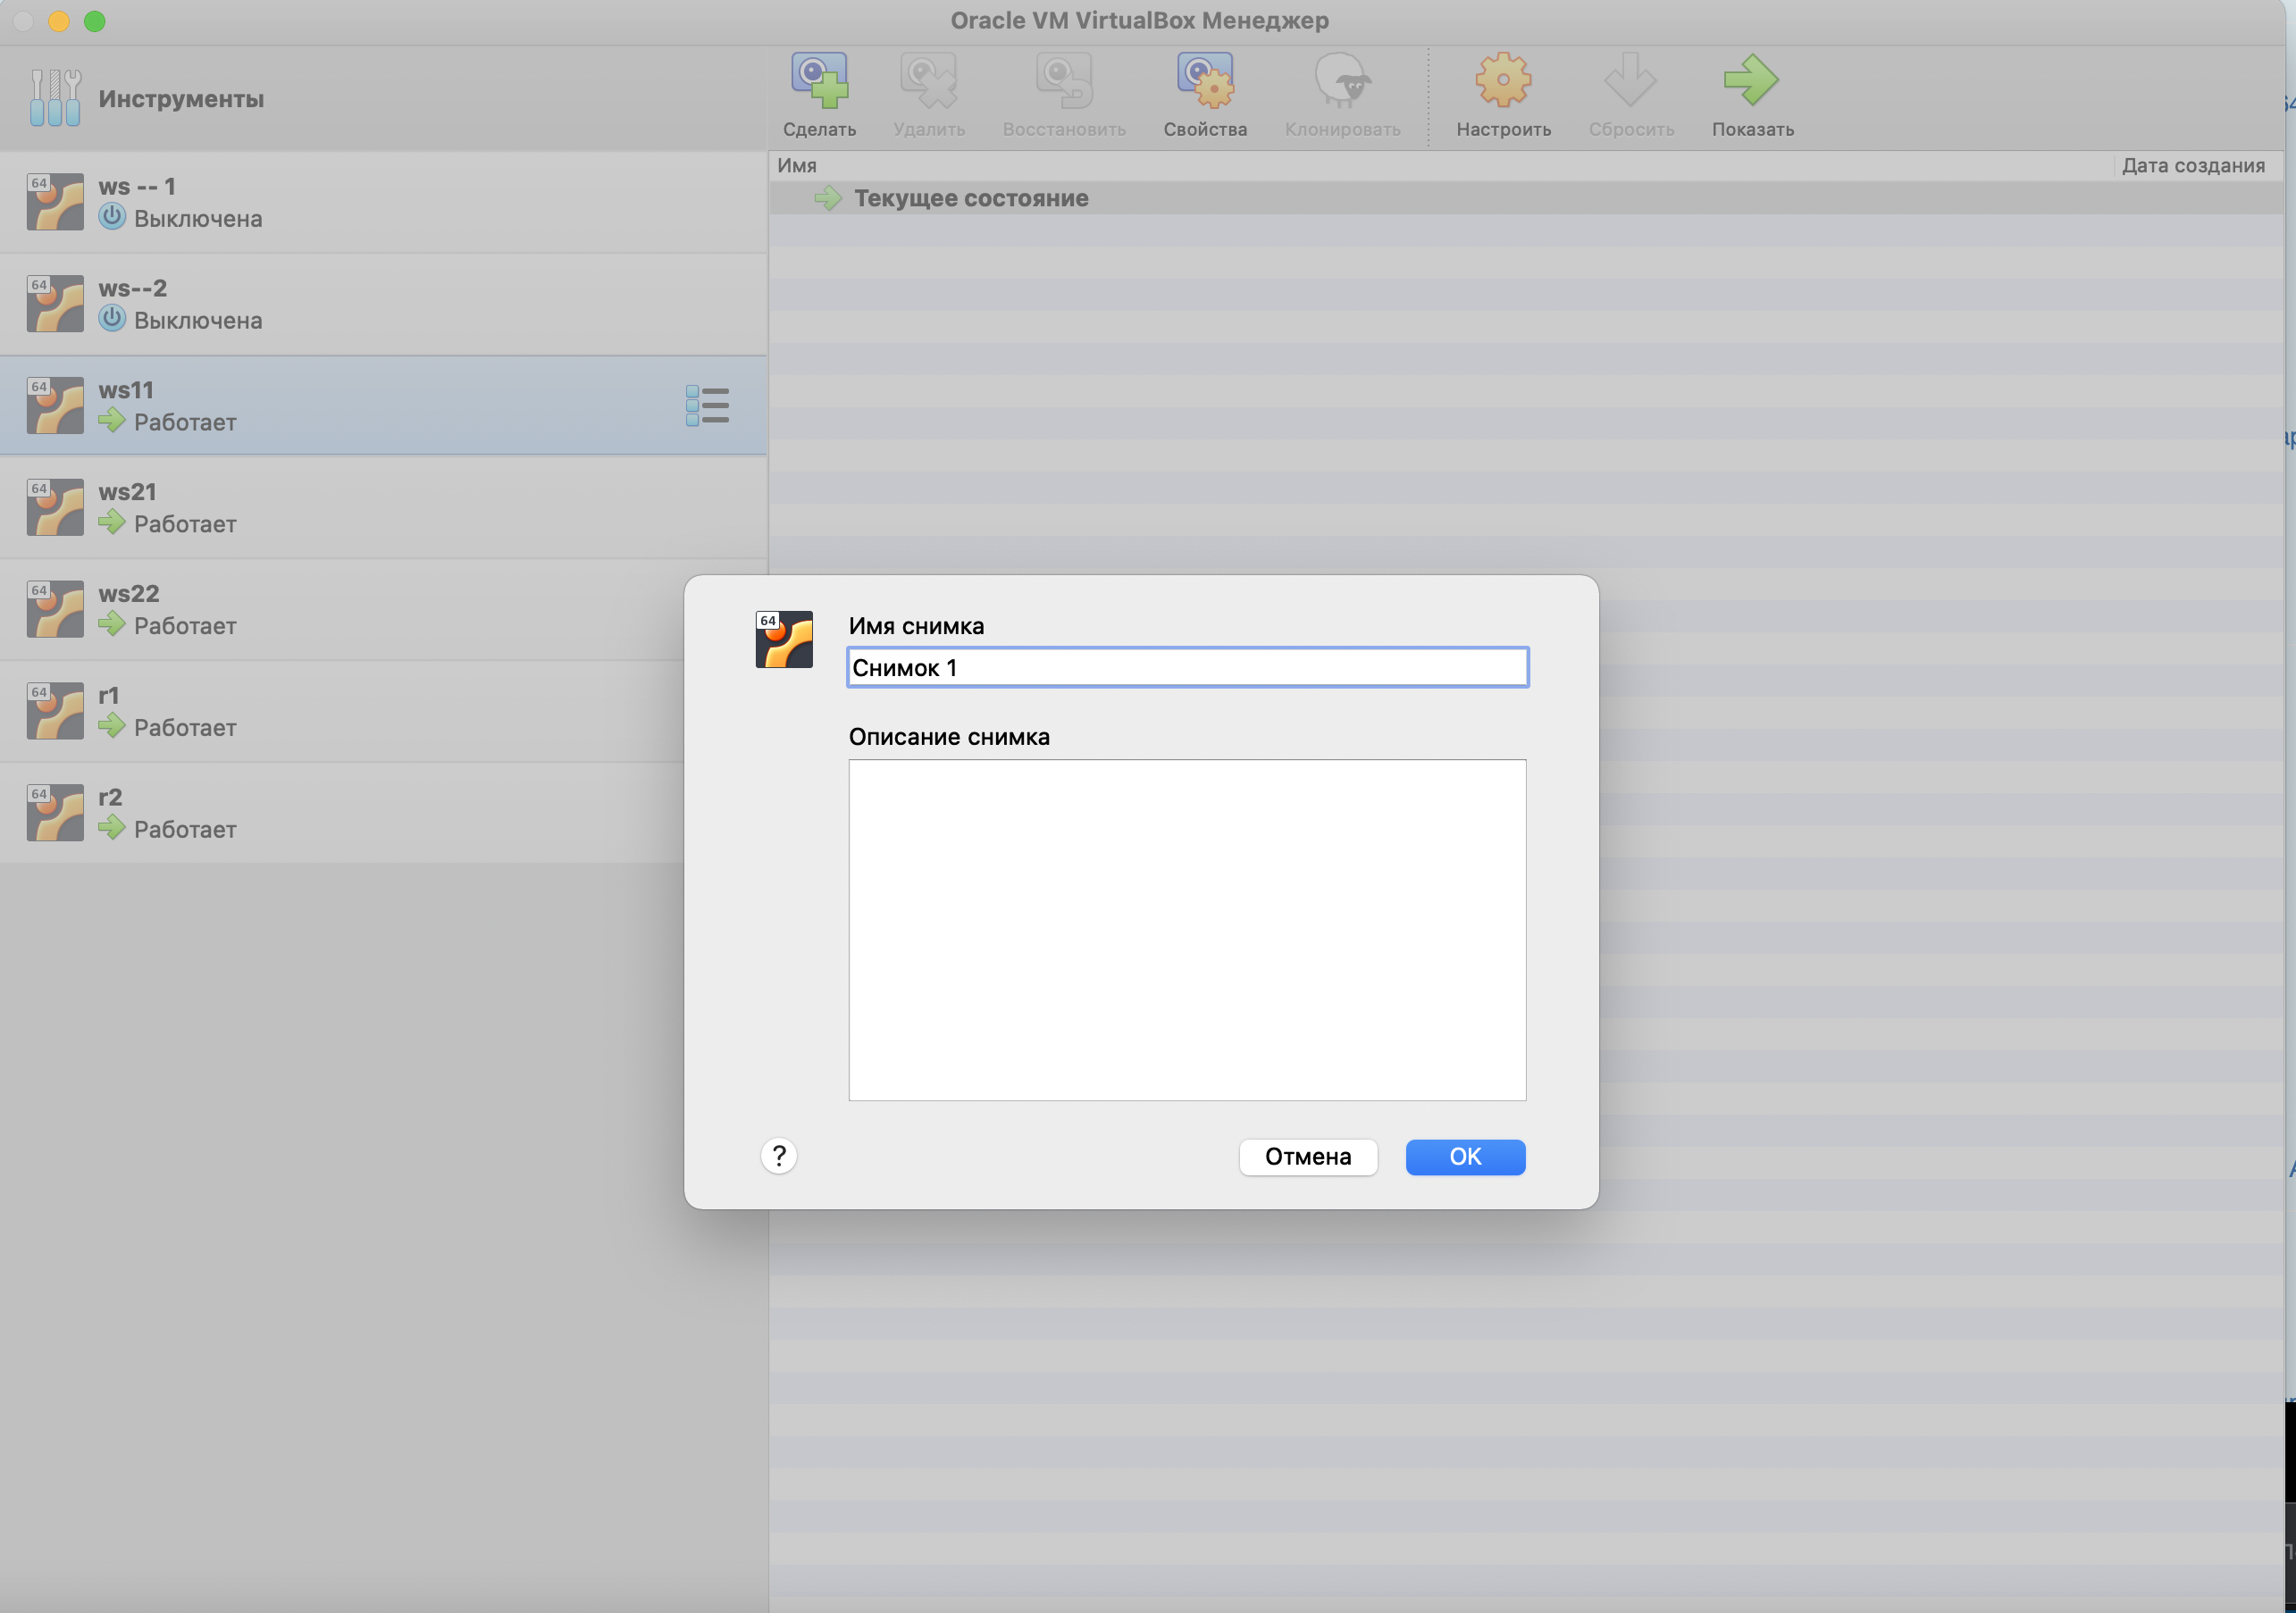 Oracle VM VirtualBox Менеджер
Инструменты
Сделать
Удалить
Восстановить
Свойства
Клонировать
Настроить
Сбросить
Показать
Имя
Дата создания
Текущее состояние
64
ws -- 1
Выключена
64
ws--2
Выключена
64
ws11
Работает
64
ws21
Работает
64
ws22
Работает
64
r1
Работает
64
r2
Работает
64
Имя снимка
Снимок 1
Описание снимка
?
Отмена
OK